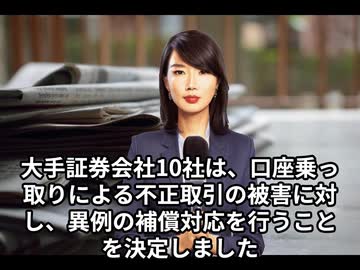 大手証券会社10社は、口座乗っ
取りによる不正取引の被害に対
し、異例の補償対応を行うこと
を決定しました